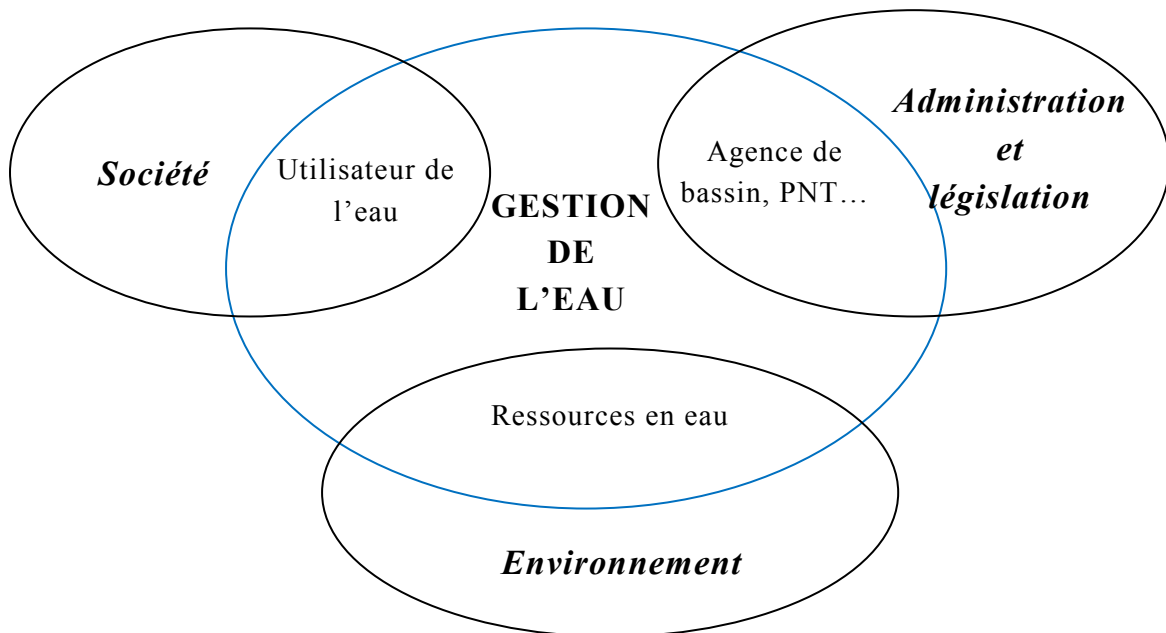 Société
Utilisateur de
l’eau
GESTION
DE
L’EAU
Agence de
bassin, PNT…
Administration
et
législation
Ressources en eau
Environnement